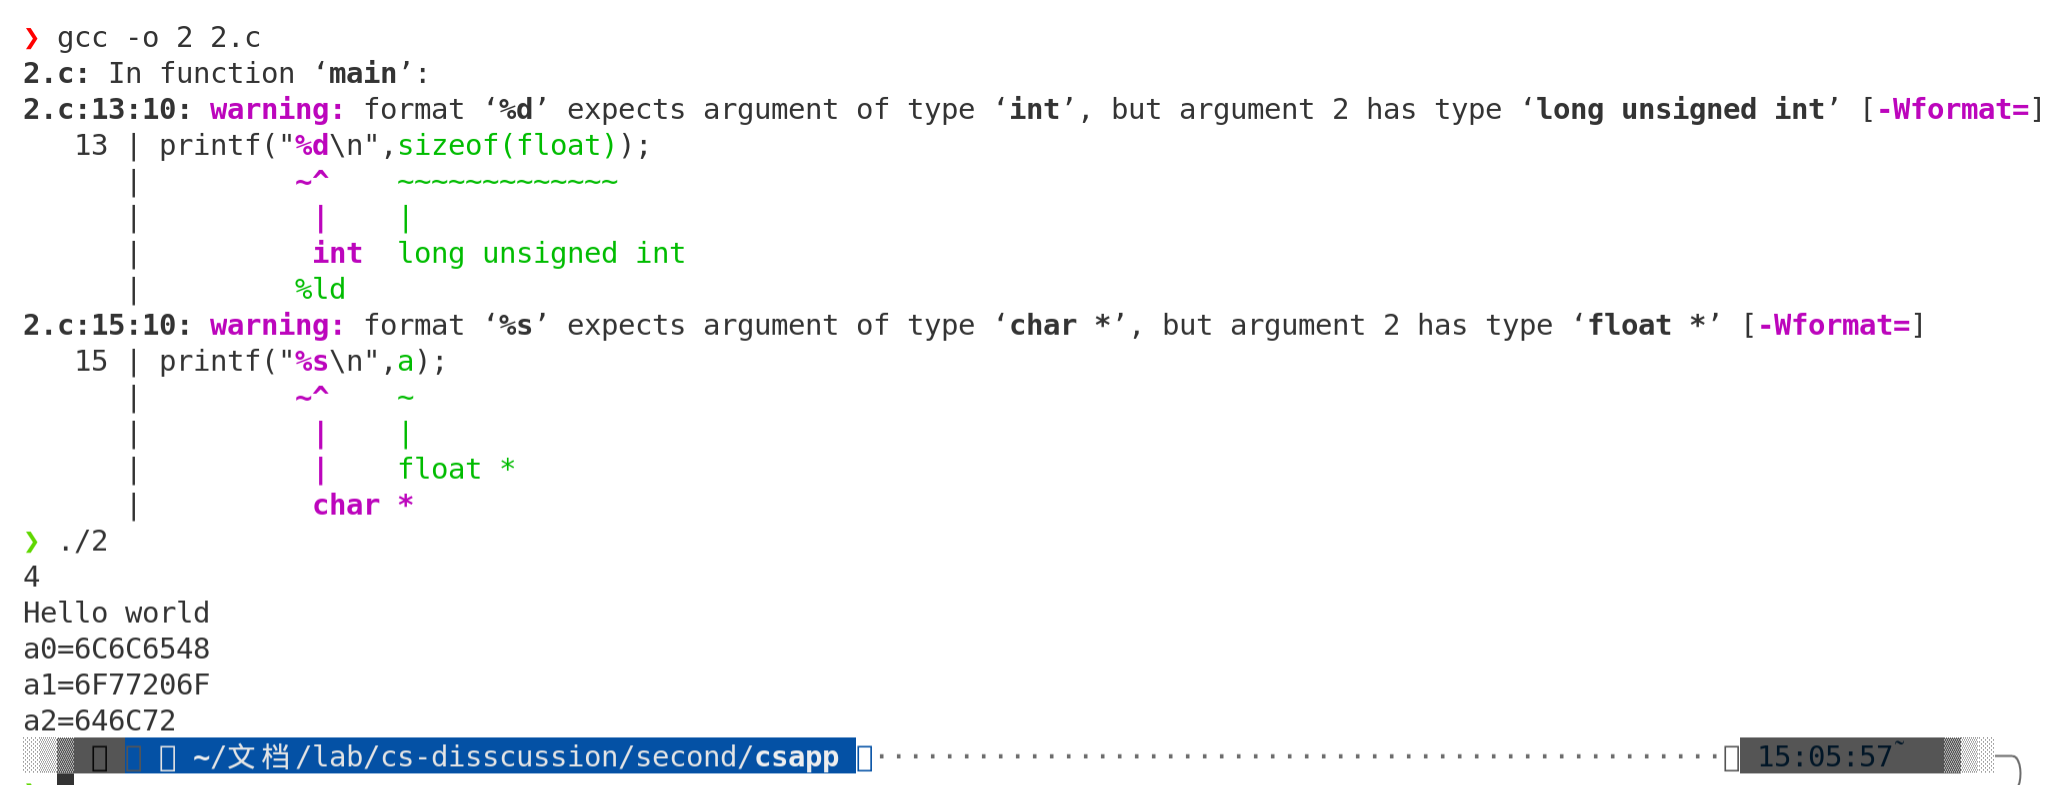 ❯ gcc -o 2 2.c
2.c: In function ‘main’:
2.c:13:10: warning: format ‘%d’ expects argument of type ‘int’, but argument 2 has type ‘long unsigned int’ [-Wformat=]
   13 | printf("%d\n",sizeof(float));
      |         ~^    ~~~~~~~~~~~~~
      |          |    |
      |          int  long unsigned int
      |         %ld
2.c:15:10: warning: format ‘%s’ expects argument of type ‘char *’, but argument 2 has type ‘float *’ [-Wformat=]
   15 | printf("%s\n",a);
      |         ~^    ~
      |          |    |
      |          |    float *
      |          char *
❯ ./2
4
Hello world
a0=6C6C6548
a1=6F77206F
a2=646C72
~/文档/lab/cs-disscussion/second/csapp 15:05:57